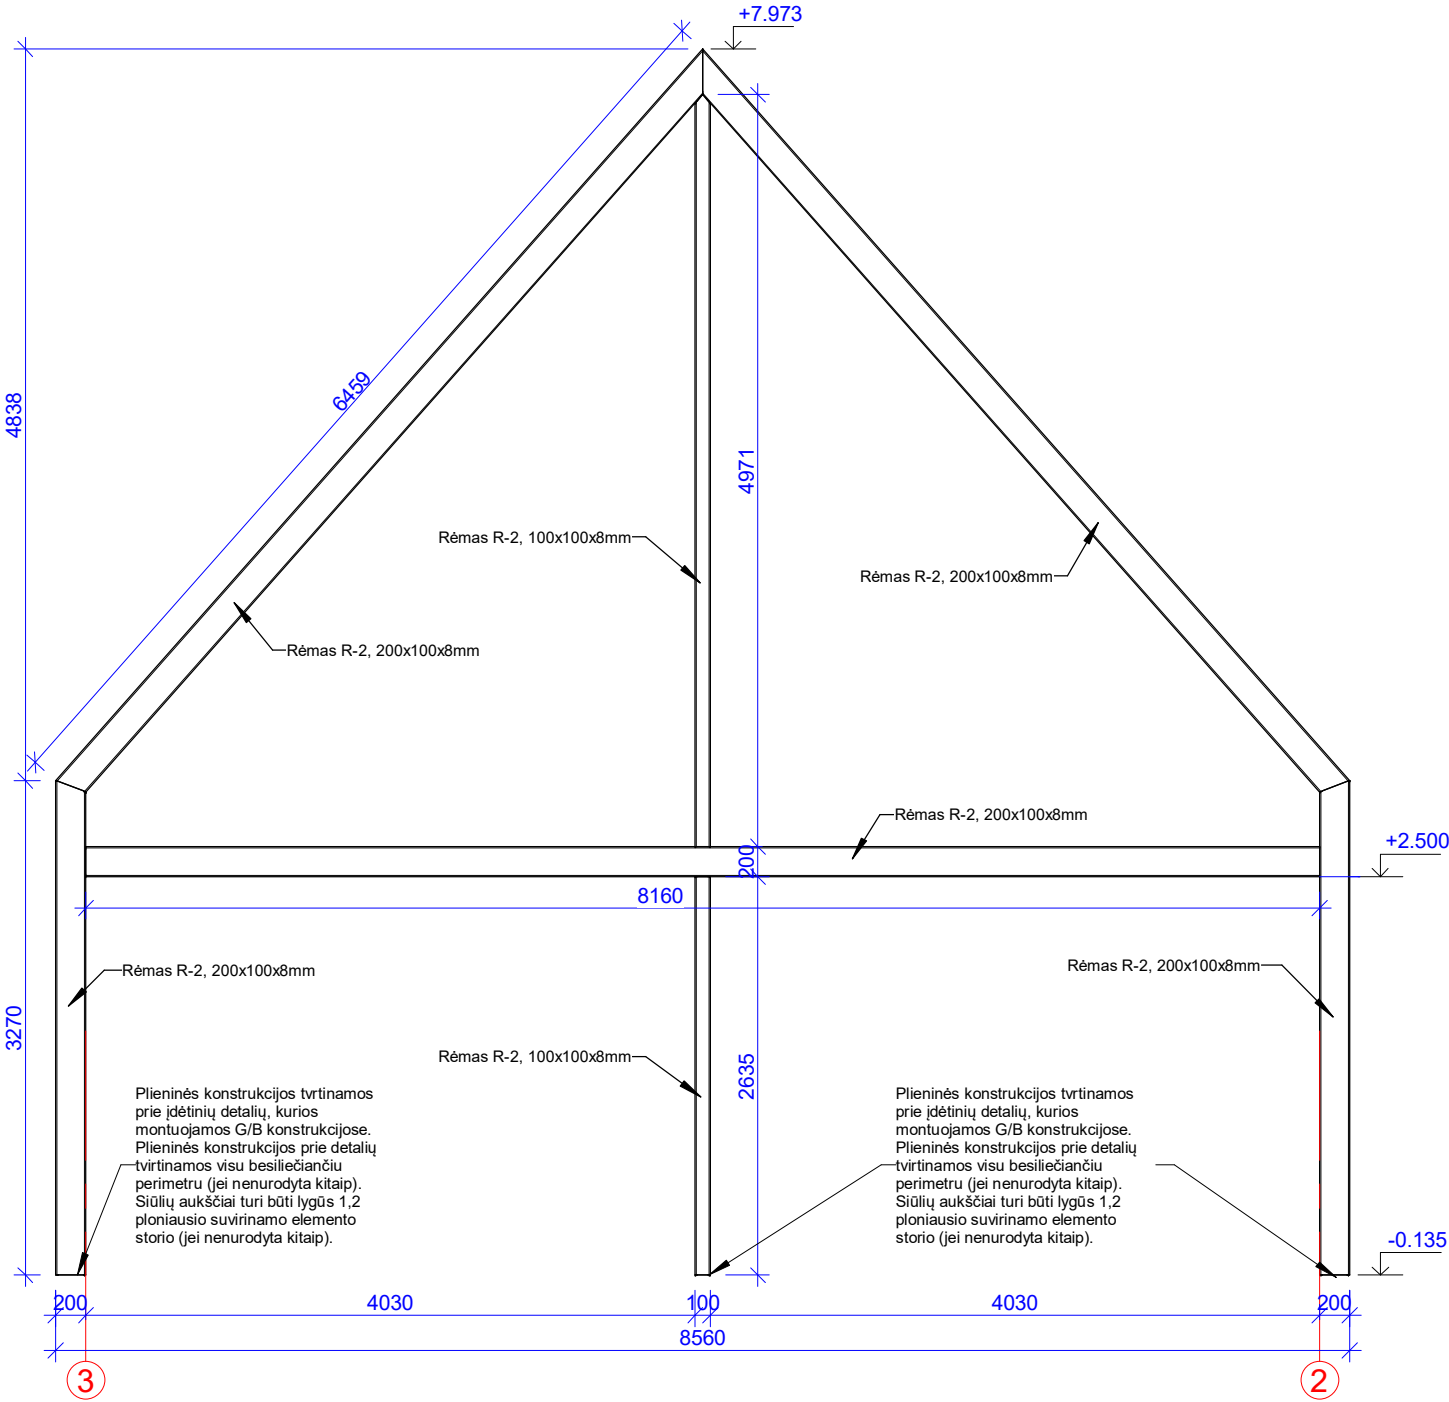 +7.973
6459
4838
4971
Rėmas R-2, 100x100x8mm
Rėmas R-2, 200x100x8mm
Rėmas R-2, 200x100x8mm
Rėmas R-2, 200x100x8mm
+2.500
200
8160
Rėmas R-2, 200x100x8mm
Rėmas R-2, 200x100x8mm
3270
Rėmas R-2, 100x100x8mm
2635
Plieninės konstrukcijos tvrtinamos
prie įdėtinių detalių, kurios
montuojamos G/B konstrukcijose.
Plieninės konstrukcijos prie detalių
tvirtinamos visu besiliečiančiu
perimetru (jei nenurodyta kitaip).
Siūlių aukščiai turi būti lygūs 1,2
ploniausio suvirinamo elemento
storio (jei nenurodyta kitaip).
Plieninės konstrukcijos tvrtinamos
prie įdėtinių detalių, kurios
montuojamos G/B konstrukcijose.
Plieninės konstrukcijos prie detalių
tvirtinamos visu besiliečiančiu
perimetru (jei nenurodyta kitaip).
Siūlių aukščiai turi būti lygūs 1,2
ploniausio suvirinamo elemento
storio (jei nenurodyta kitaip).
-0.135
200 4030 100 4030 200
8560
3 2